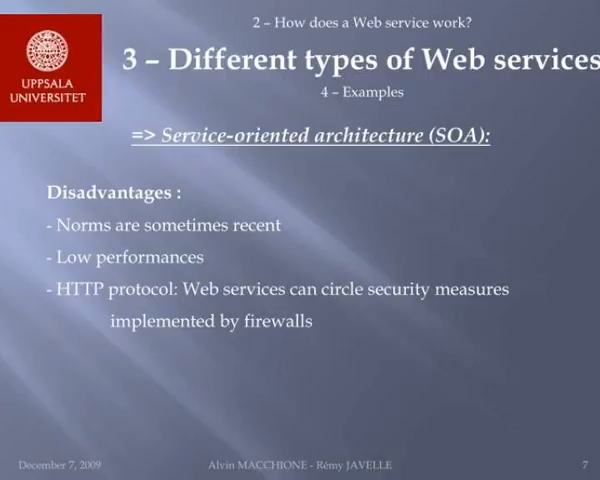 2 – How does a Web service work?
3 – Different types of Web services
4 – Examples
UPPSALA
UNIVERSITET
=> Service-oriented architecture (SOA):
Disadvantages :
- Norms are sometimes recent
- Low performances
- HTTP protocol: Web services can circle security measures
implemented by firewalls
December 7, 2009
Alvin MACCHIONE - Rémy JAVELLE
7